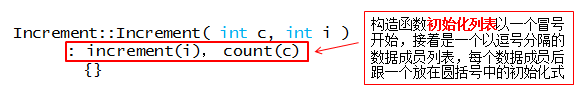 Increment::Increment( int c, int i )
: increment(i), count(c)
{}
构造函数初始化列表以一个冒号
开始，接着是一个以逗号分隔的
数据成员列表，每个数据成员后
跟一个放在圆括号中的初始化式